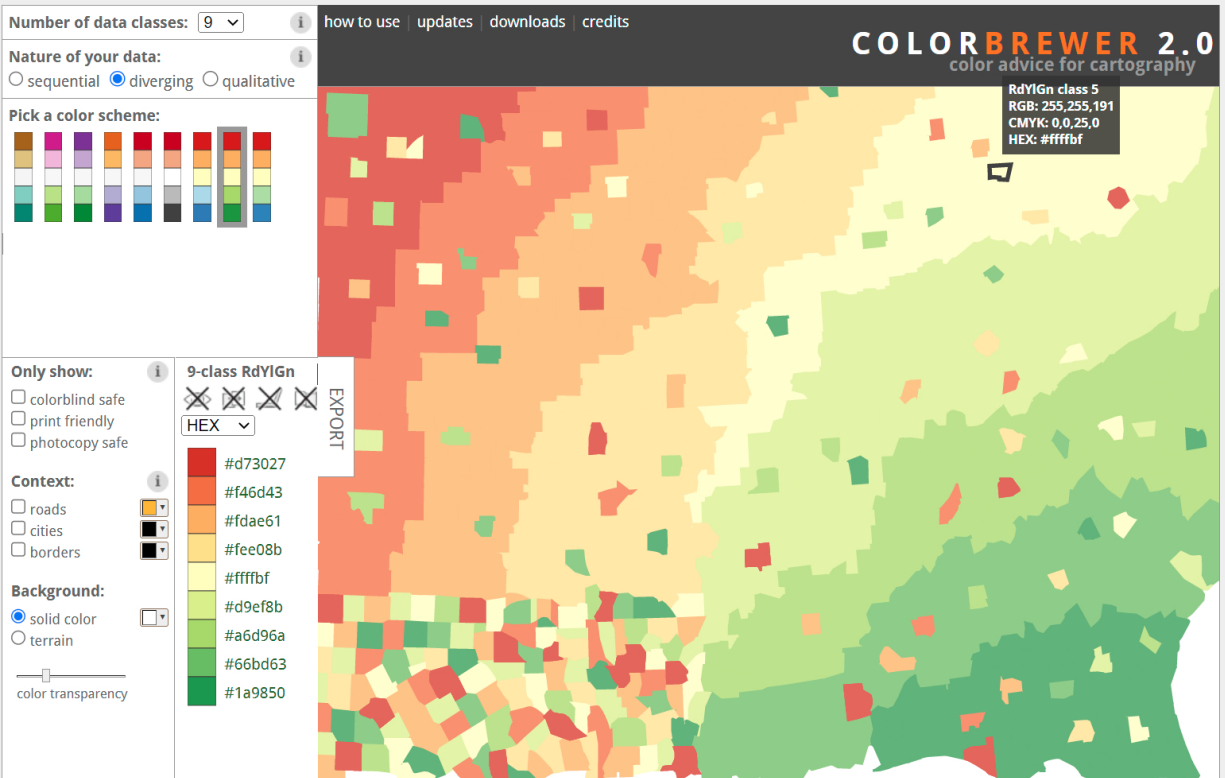 Number of data classes: 9 i
how to use | updates | downloads | credits
COLORBREWER 2.0
color advice for cartography
Nature of your data: i
sequential diverging qualitative
Pick a color scheme:
RdYlGn class 5
RGB: 255,255,191
CMYK: 0,0,25,0
HEX: #ffffbf
Only show: i
colorblind safe
print friendly
photocopy safe
Context: i
roads
cities
borders
Background:
solid color
terrain
color transparency
9-class RdYlGn
HEX
#d73027
#f46d43
#fdae61
#fee08b
#ffffbf
#d9ef8b
#a6d96a
#66bd63
#1a9850
EXPORT